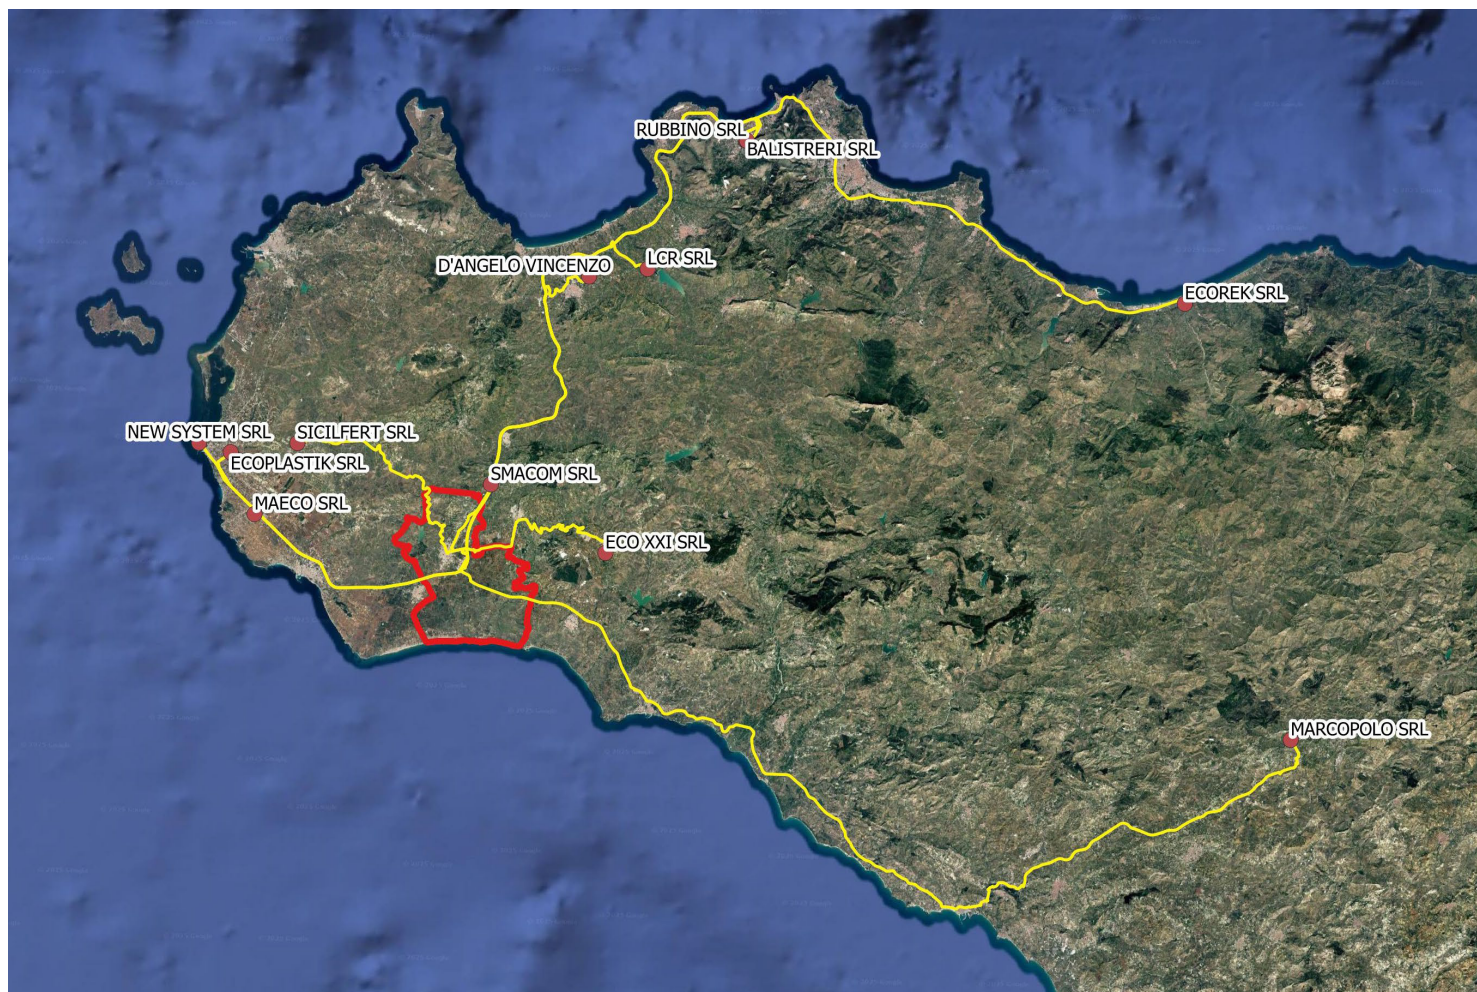 RUBBINO SRL
BALISTRERI SRL
D'ANGELO VINCENZO
LCR SRL
ECOREK SRL
NEW SYSTEM SRL
SICILFERT SRL
ECOPLASTIK SRL
SMACOM SRL
MAECO SRL
ECO XXI SRL
MARCOPOLO SRL